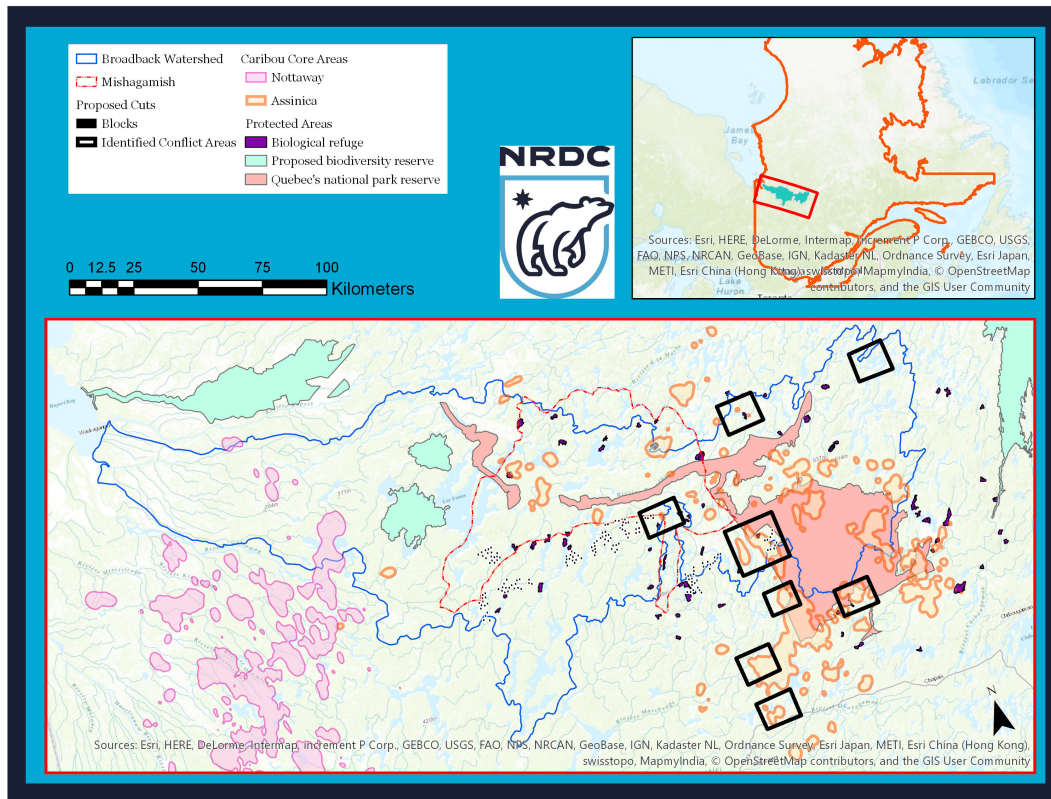 Broadback Watershed
Mishagamish
Proposed Cuts
Blocks
Identified Conflict Areas
Caribou Core Areas
Nottaway
Assinica
Protected Areas
Biological refuge
Proposed biodiversity reserve
Quebec's national park reserve
NRDC
0 12.5 25 50 75 100
Kilometers
Labrador Se
James
Bay
Lake
Huron
Toronto
Sources: Esri, HERE, DeLorme, Intermap, increment P Corp., GEBCO, USGS,
FAO, NPS, NRCAN, GeoBase, IGN, Kadaster NL, Ordnance Survey, Esri Japan,
METI, Esri China (Hong Kong), swisstopo, MapmyIndia, © OpenStreetMap
contributors, and the GIS User Community
Chapais
N
Sources: Esri, HERE, DeLorme, Intermap, increment P Corp., GEBCO, USGS, FAO, NPS, NRCAN, GeoBase, IGN, Kadaster NL, Ordnance Survey, Esri Japan, METI, Esri China (Hong Kong),
swisstopo, MapmyIndia, © OpenStreetMap contributors, and the GIS User Community